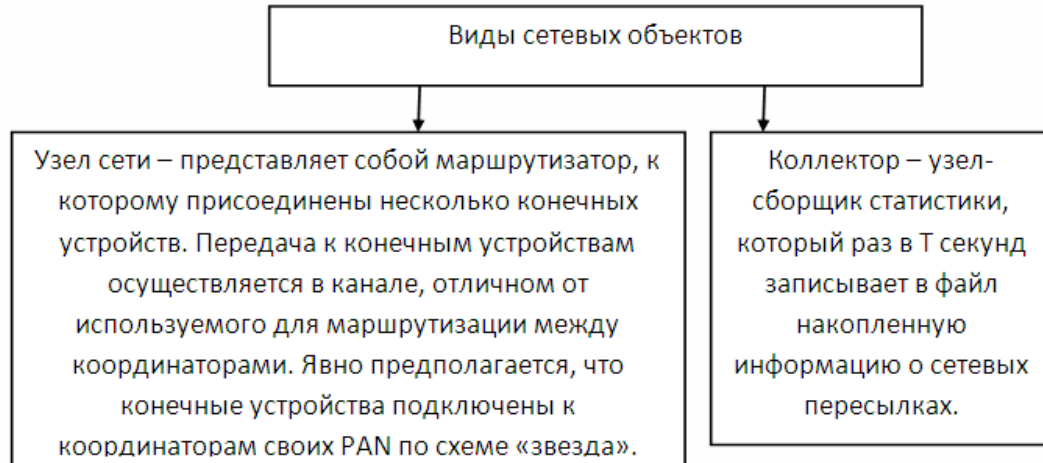 Виды сетевых объектов
Узел сети – представляет собой маршрутизатор, к
которому присоединены несколько конечных
устройств. Передача к конечным устройствам
осуществляется в канале, отличном от
используемого для маршрутизации между
координаторами. Явно предполагается, что
конечные устройства подключены к
координаторам своих PAN по схеме «звезда».
Коллектор – узел-
сборщик статистики,
который раз в T секунд
записывает в файл
накопленную
информацию о сетевых
пересылках.